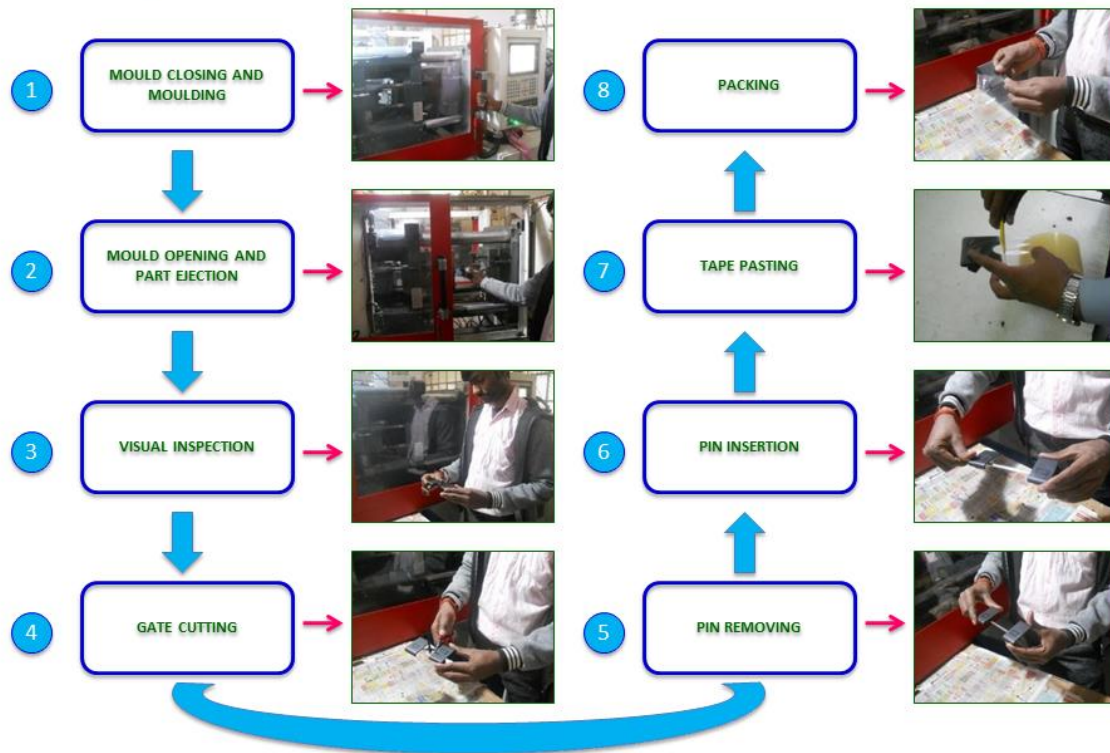 1
MOULD CLOSING AND
MOULDING
2
MOULD OPENING AND
PART EJECTION
3
VISUAL INSPECTION
4
GATE CUTTING
5
PIN REMOVING
6
PIN INSERTION
7
TAPE PASTING
8
PACKING